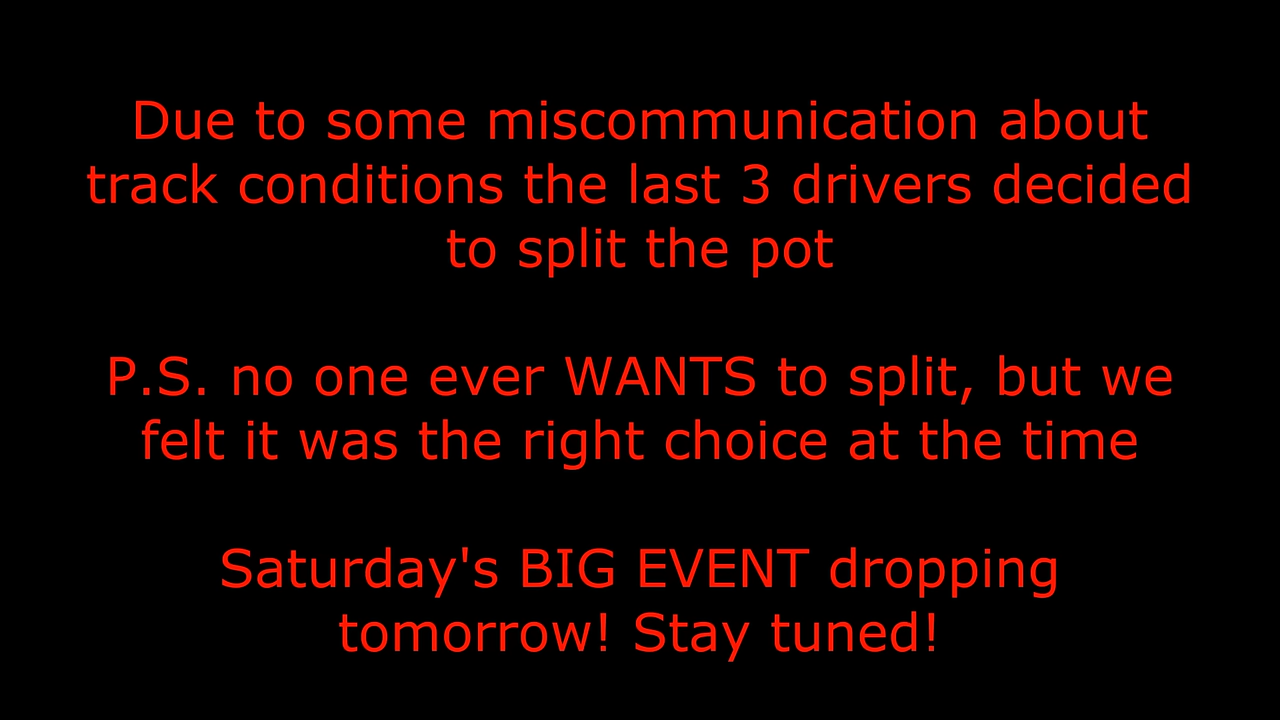 Due to some miscommunication about
track conditions the last 3 drivers decided
to split the pot
P.S. no one ever WANTS to split, but we
felt it was the right choice at the time
Saturday's BIG EVENT dropping
tomorrow! Stay tuned!